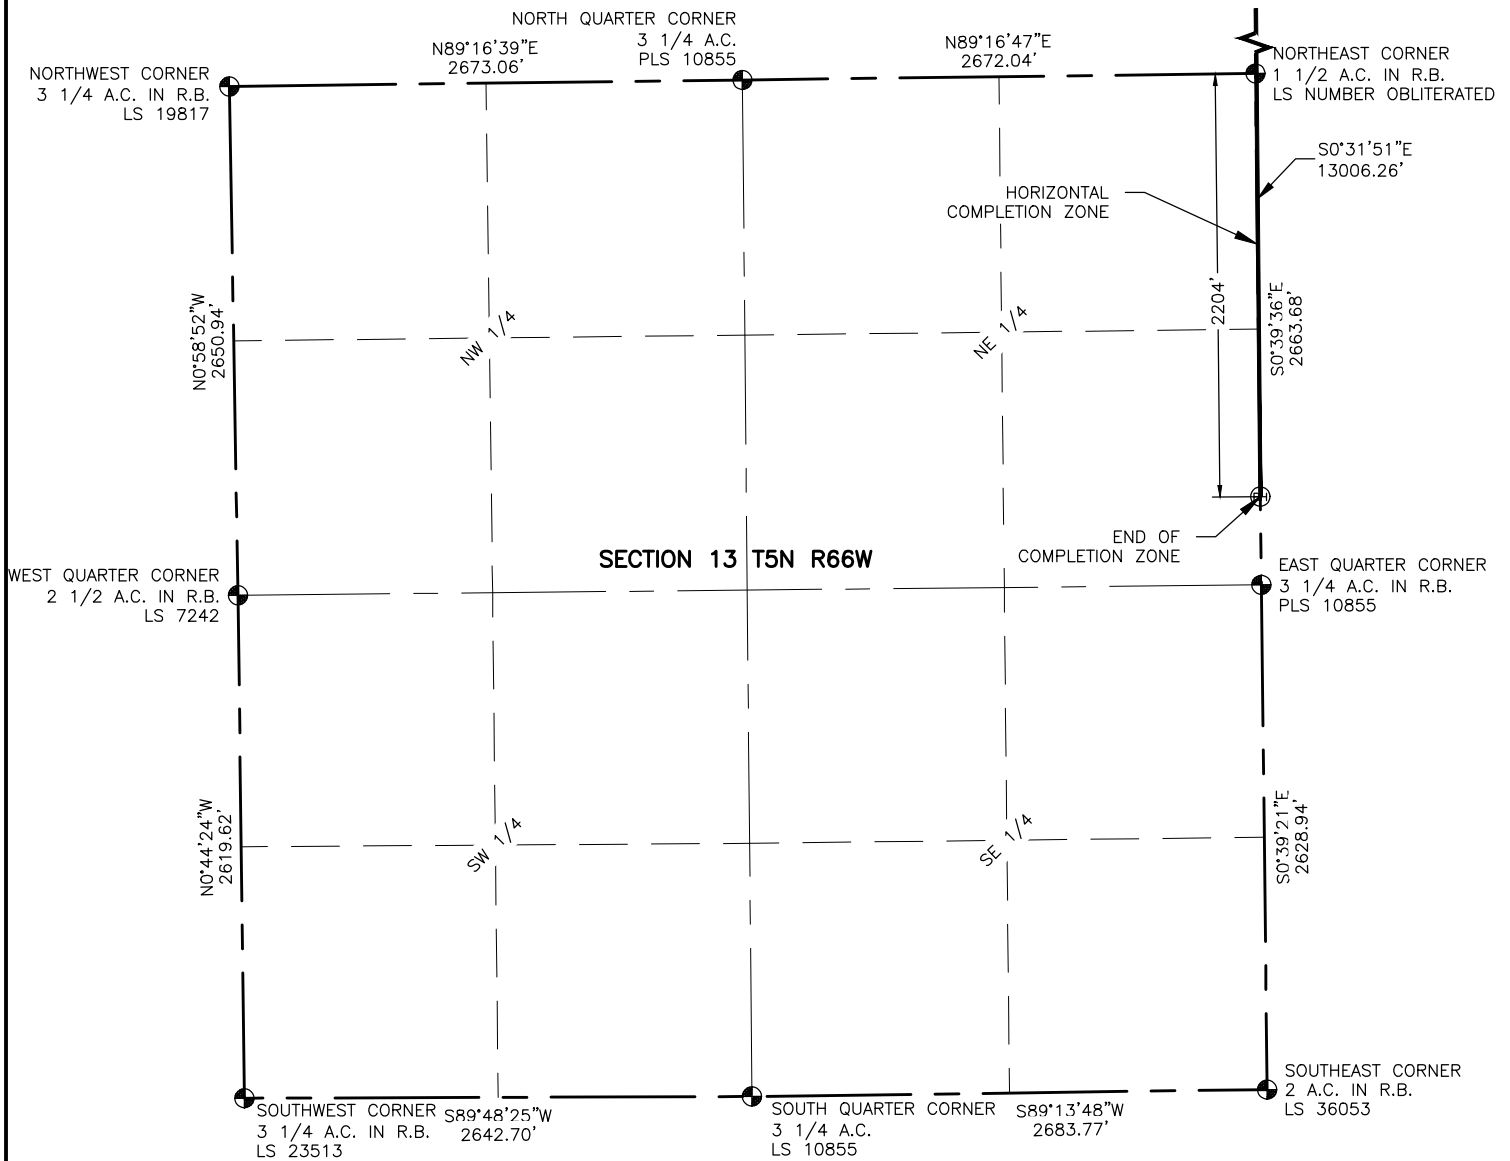 NORTH QUARTER CORNER
3 1/4 A.C.
PLS 10855
N89°16'39"E
2673.06'
N89°16'47"E
2672.04'
NORTHWEST CORNER
3 1/4 A.C. IN R.B.
LS 19817
NORTHEAST CORNER
1 1/2 A.C. IN R.B.
LS NUMBER OBLITERATED
S0°31'51"E
13006.26'
HORIZONTAL
COMPLETION ZONE
2204'
N0°58'52"W
2650.94'
NW 1/4
NE 1/4
S0°39'36"E
2663.68'
BH
END OF
COMPLETION ZONE
SECTION 13 T5N R66W
WEST QUARTER CORNER
2 1/2 A.C. IN R.B.
LS 7242
EAST QUARTER CORNER
3 1/4 A.C. IN R.B.
PLS 10855
N0°44'24"W
2619.62'
SW 1/4
SE 1/4
S0°39'21"E
2628.94'
SOUTHWEST CORNER
3 1/4 A.C. IN R.B.
LS 23513
S89°48'25"W
2642.70'
SOUTH QUARTER CORNER
3 1/4 A.C.
LS 10855
S89°13'48"W
2683.77'
SOUTHEAST CORNER
2 A.C. IN R.B.
LS 36053